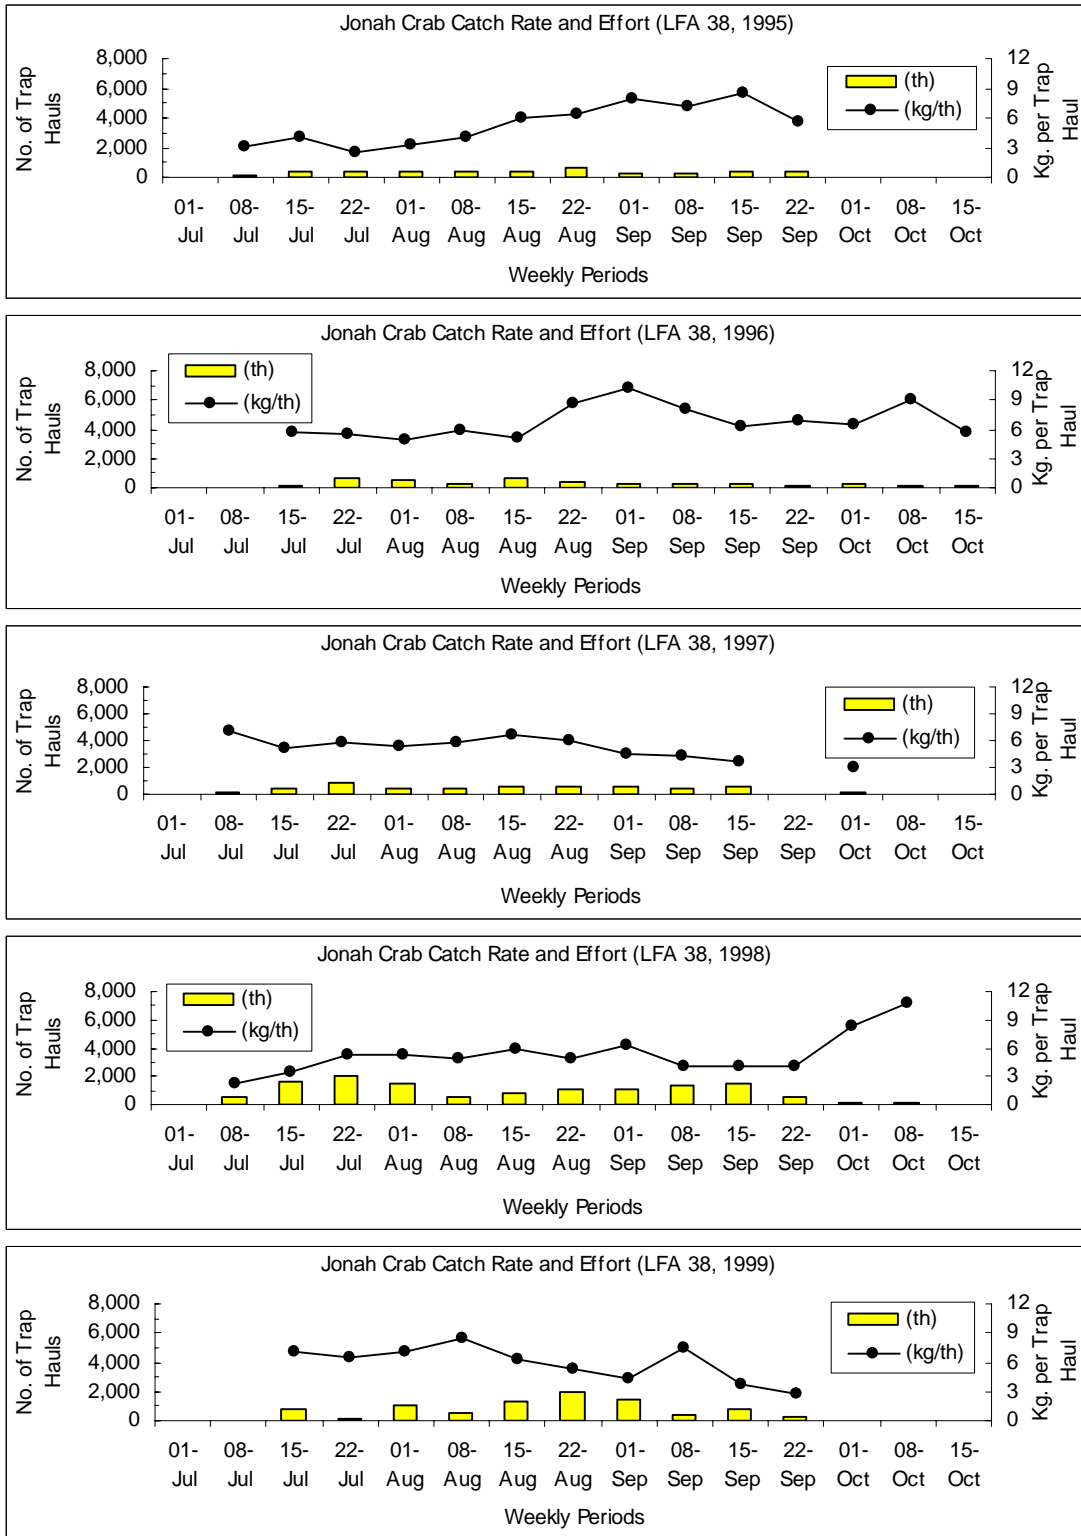 Jonah Crab Catch Rate and Effort (LFA 38, 1995)
No. of Trap
Hauls
8,000
6,000
4,000
2,000
0
12
9
6
3
0
Kg. per Trap
Haul
(th)
(kg/th)
01- 08- 15- 22- 01- 08- 15- 22- 01- 08- 15- 22- 01- 08- 15-
Jul Jul Jul Jul Aug Aug Aug Aug Sep Sep Sep Sep Oct Oct Oct
Weekly Periods
Jonah Crab Catch Rate and Effort (LFA 38, 1996)
No. of Trap
Hauls
8,000
6,000
4,000
2,000
0
(th)
(kg/th)
12
9
6
3
0
Kg. per Trap
Haul
01- 08- 15- 22- 01- 08- 15- 22- 01- 08- 15- 22- 01- 08- 15-
Jul Jul Jul Jul Aug Aug Aug Aug Sep Sep Sep Sep Oct Oct Oct
Weekly Periods
Jonah Crab Catch Rate and Effort (LFA 38, 1997)
No. of Trap
Hauls
8,000
6,000
4,000
2,000
0
(th)
(kg/th)
12
9
6
3
0
Kg. per Trap
Haul
01- 08- 15- 22- 01- 08- 15- 22- 01- 08- 15- 22- 01- 08- 15-
Jul Jul Jul Jul Aug Aug Aug Aug Sep Sep Sep Sep Oct Oct Oct
Weekly Periods
Jonah Crab Catch Rate and Effort (LFA 38, 1998)
No. of Trap
Hauls
8,000
6,000
4,000
2,000
0
(th)
(kg/th)
12
9
6
3
0
Kg. per Trap
Haul
01- 08- 15- 22- 01- 08- 15- 22- 01- 08- 15- 22- 01- 08- 15-
Jul Jul Jul Jul Aug Aug Aug Aug Sep Sep Sep Sep Oct Oct Oct
Weekly Periods
Jonah Crab Catch Rate and Effort (LFA 38, 1999)
No. of Trap
Hauls
8,000
6,000
4,000
2,000
0
(th)
(kg/th)
12
9
6
3
0
Kg. per Trap
Haul
01- 08- 15- 22- 01- 08- 15- 22- 01- 08- 15- 22- 01- 08- 15-
Jul Jul Jul Jul Aug Aug Aug Aug Sep Sep Sep Sep Oct Oct Oct
Weekly Periods